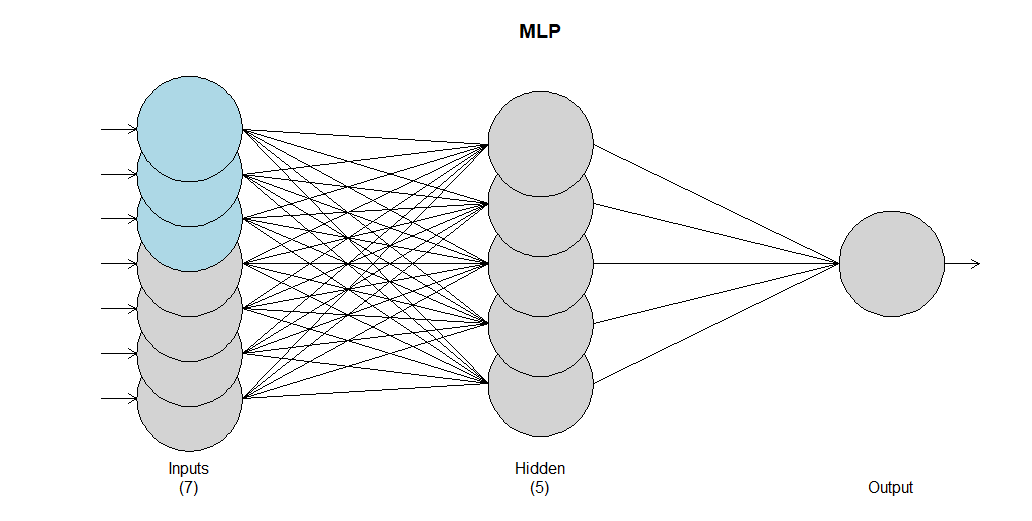 MLP
Inputs
(7)
Hidden
(5)
Output